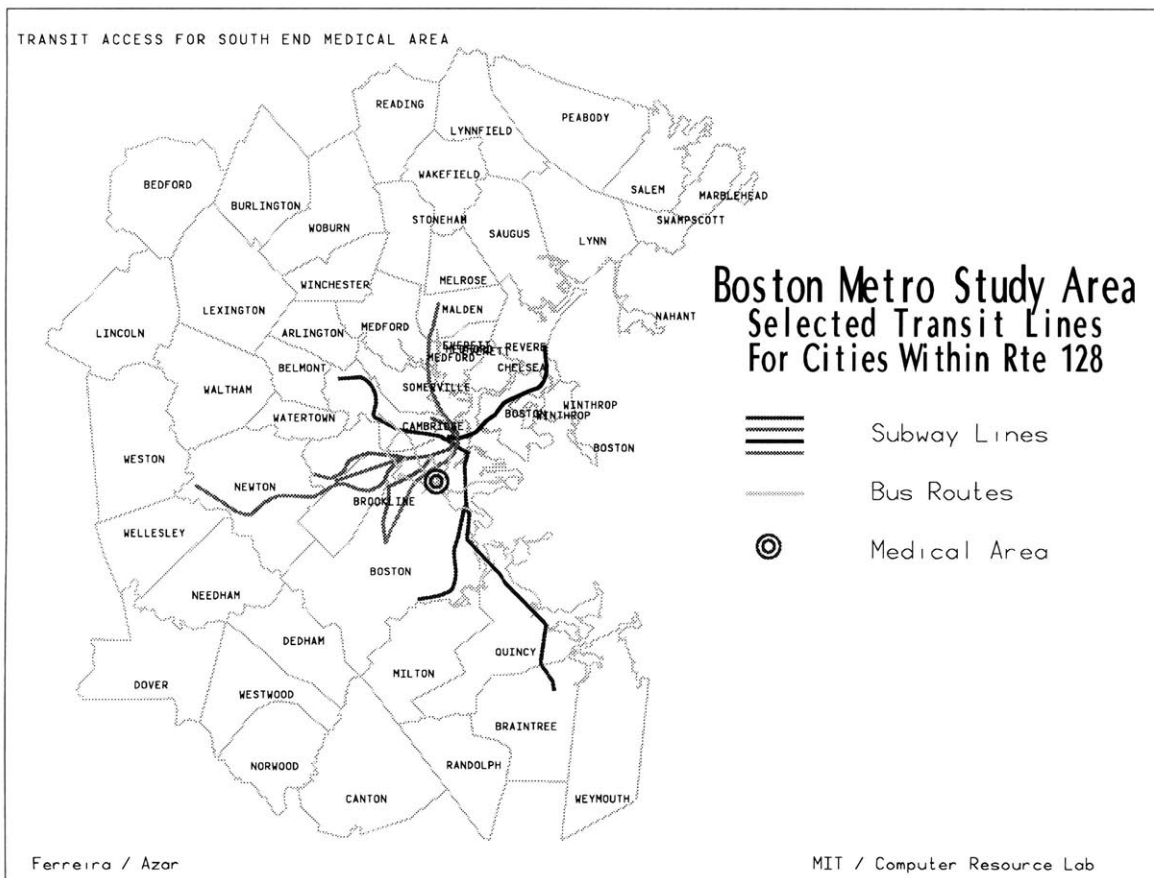 TRANSIT ACCESS FOR SOUTH END MEDICAL AREA
READING
LYNNFIELD
PEABODY
WAKEFIELD
BEDFORD
SALEM
MARBLEHEAD
BURLINGTON
STONEHAM
SWAMPSCOTT
WOBURN
SAUGUS
LYNN
WINCHESTER
MELROSE
Boston Metro Study Area
Selected Transit Lines
For Cities Within Rte 128
LEXINGTON
MALDEN
NAHANT
LINCOLN
ARLINGTON
MEDFORD
EVERETT
REVERE
MEDFORD
CHELSEA
BELMONT
WALTHAM
SOMERVILLE
WINTHROP
WATERTOWN
BOSTON
WINTHROP
CAMBRIDGE
Subway Lines
BOSTON
WESTON
NEWTON
Bus Routes
BROOKLINE
WELLESLEY
Medical Area
BOSTON
NEEDHAM
DEDHAM
QUINCY
MILTON
DOVER
WESTWOOD
BRAINTREE
NORWOOD
RANDOLPH
CANTON
WEYMOUTH
Ferreira / Azar
MIT / Computer Resource Lab